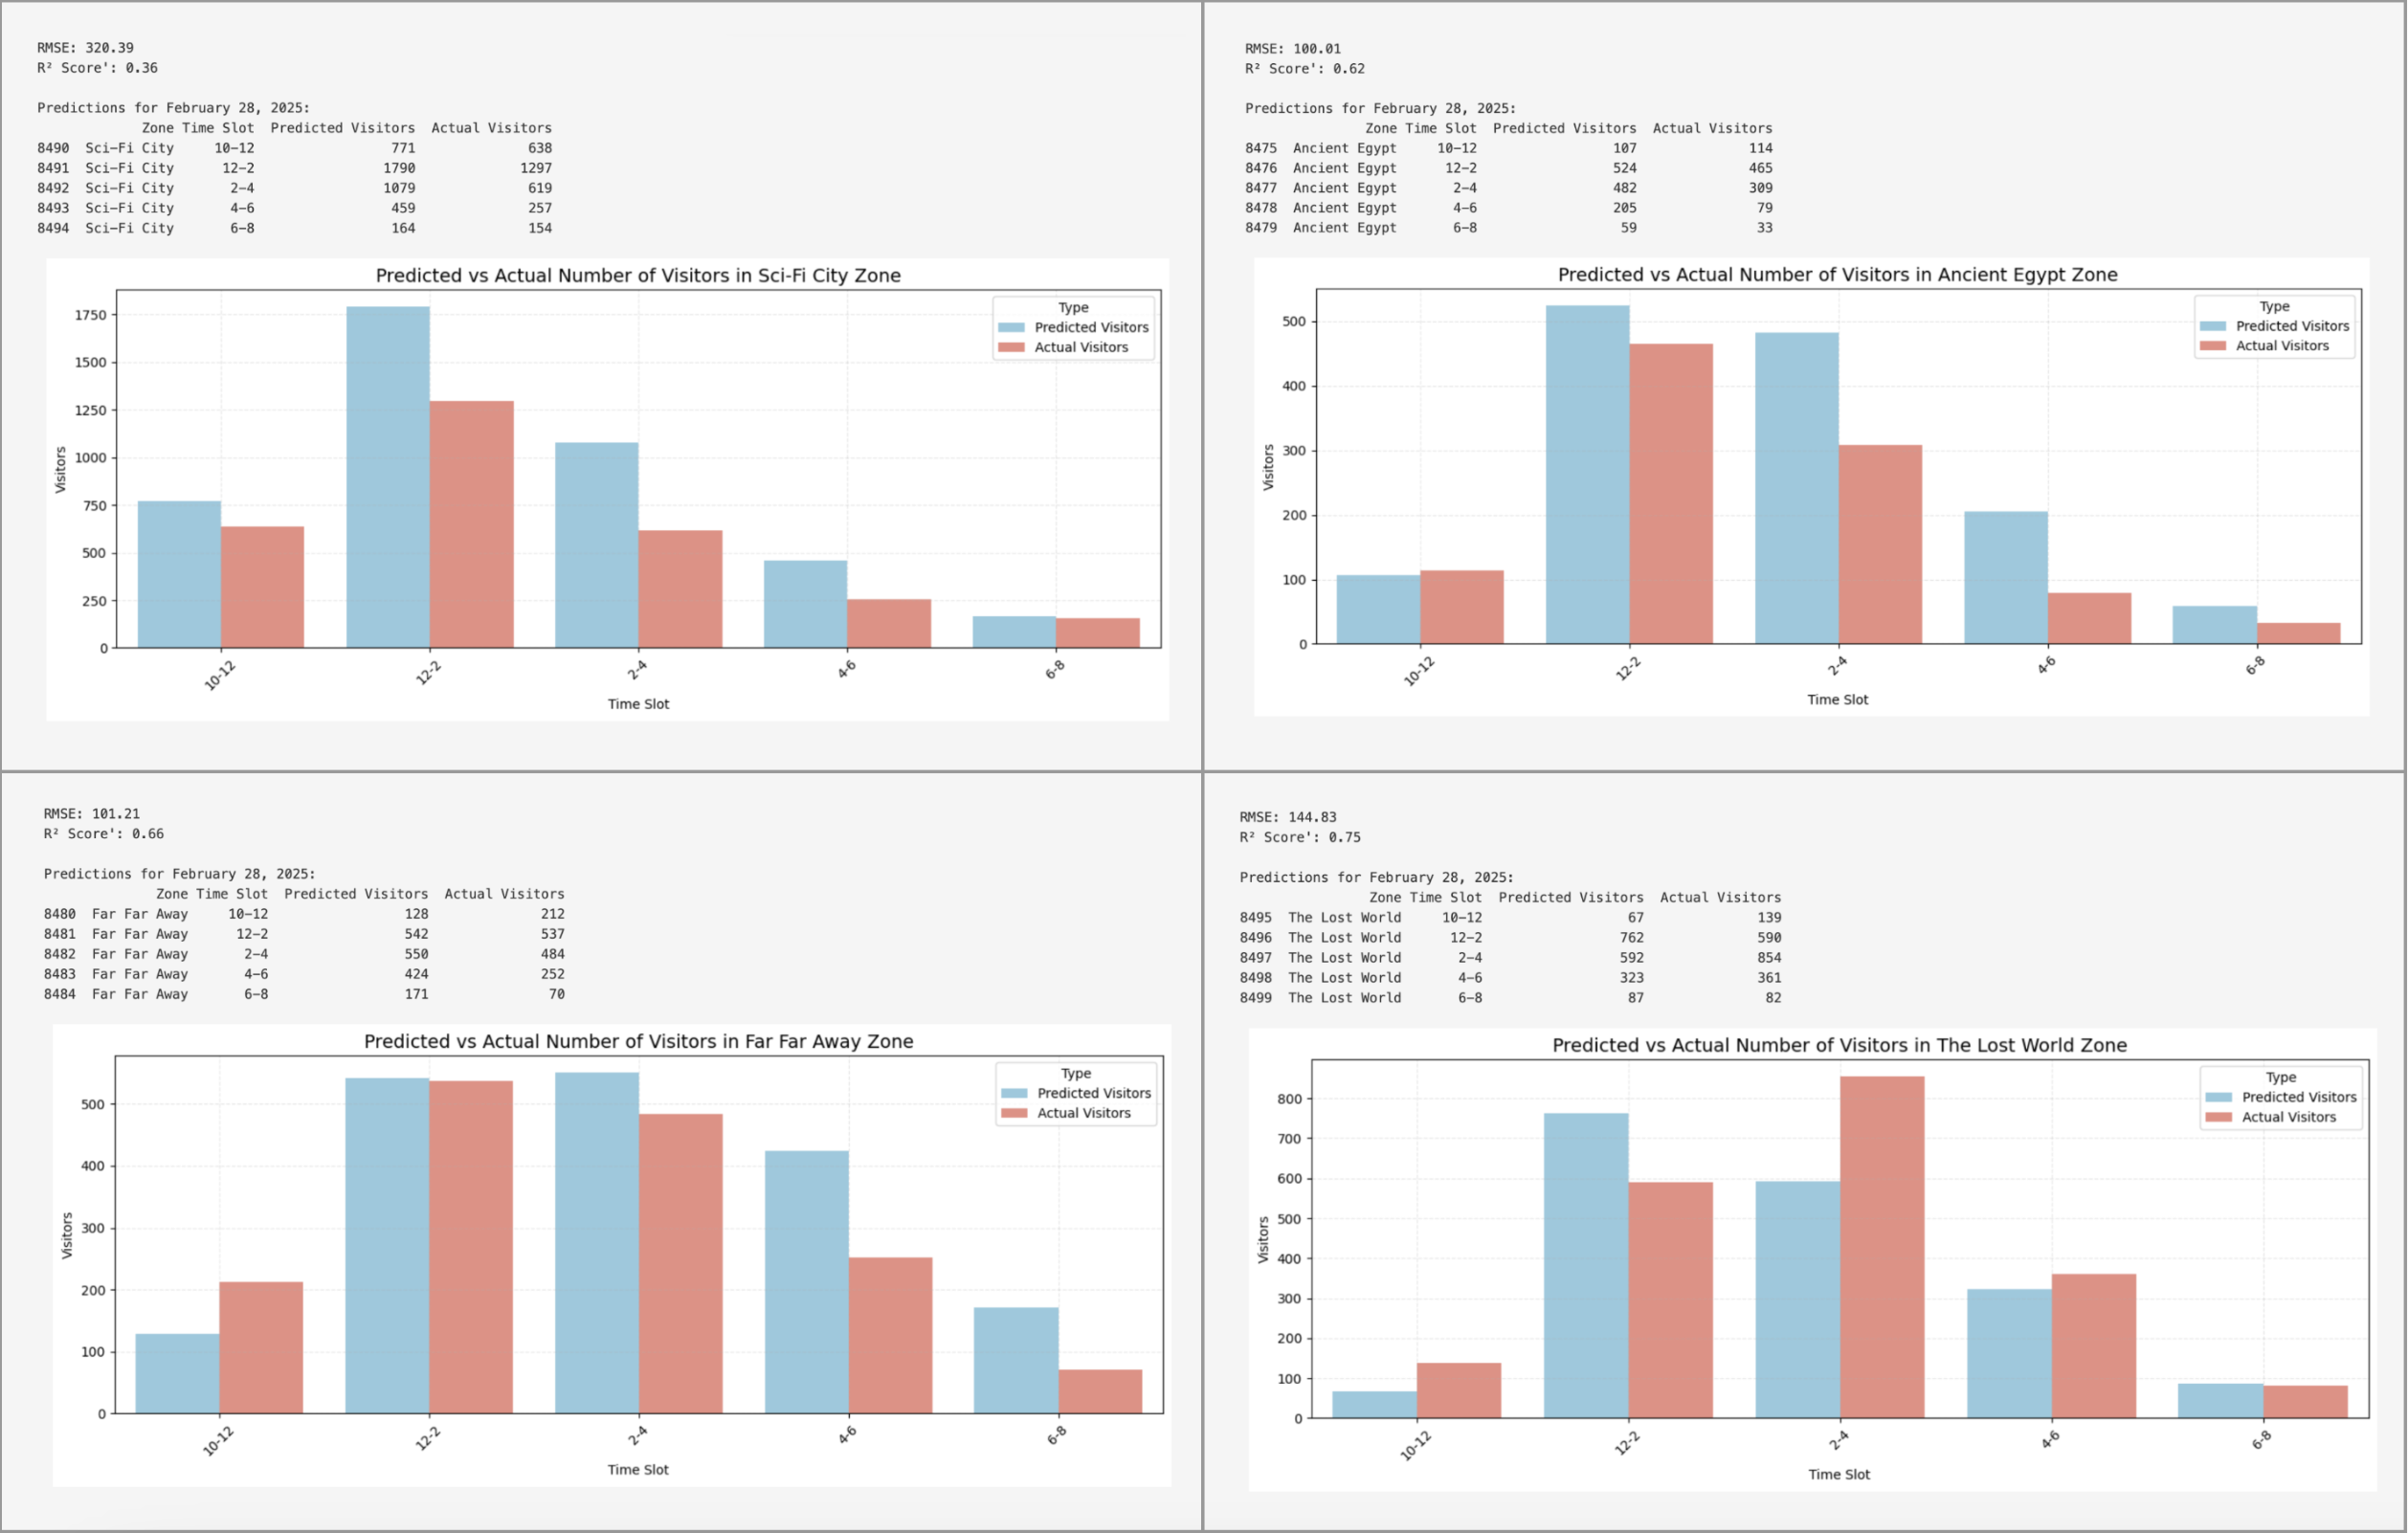 RMSE: 320.39
R² Score': 0.36
Predictions for February 28, 2025:
Zone Time Slot  Predicted Visitors  Actual Visitors
8490  Sci-Fi City  10-12  771  638
8491  Sci-Fi City  12-2  1790  1297
8492  Sci-Fi City  2-4  1079  619
8493  Sci-Fi City  4-6  459  257
8494  Sci-Fi City  6-8  164  154
Predicted vs Actual Number of Visitors in Sci-Fi City Zone
Type
Predicted Visitors
Actual Visitors
Visitors
1750
1500
1250
1000
750
500
250
0
10-12
12-2
2-4
4-6
6-8
Time Slot
RMSE: 100.01
R² Score': 0.62
Predictions for February 28, 2025:
Zone Time Slot  Predicted Visitors  Actual Visitors
8475  Ancient Egypt  10-12  107  114
8476  Ancient Egypt  12-2  524  465
8477  Ancient Egypt  2-4  482  309
8478  Ancient Egypt  4-6  205  79
8479  Ancient Egypt  6-8  59  33
Predicted vs Actual Number of Visitors in Ancient Egypt Zone
Type
Predicted Visitors
Actual Visitors
Visitors
500
400
300
200
100
0
10-12
12-2
2-4
4-6
6-8
Time Slot
RMSE: 101.21
R² Score': 0.66
Predictions for February 28, 2025:
Zone Time Slot  Predicted Visitors  Actual Visitors
8480  Far Far Away  10-12  128  212
8481  Far Far Away  12-2  542  537
8482  Far Far Away  2-4  550  484
8483  Far Far Away  4-6  424  252
8484  Far Far Away  6-8  171  70
Predicted vs Actual Number of Visitors in Far Far Away Zone
Type
Predicted Visitors
Actual Visitors
Visitors
500
400
300
200
100
0
10-12
12-2
2-4
4-6
6-8
Time Slot
RMSE: 144.83
R² Score': 0.75
Predictions for February 28, 2025:
Zone Time Slot  Predicted Visitors  Actual Visitors
8495  The Lost World  10-12  67  139
8496  The Lost World  12-2  762  590
8497  The Lost World  2-4  592  854
8498  The Lost World  4-6  323  361
8499  The Lost World  6-8  87  82
Predicted vs Actual Number of Visitors in The Lost World Zone
Type
Predicted Visitors
Actual Visitors
Visitors
800
700
600
500
400
300
200
100
0
10-12
12-2
2-4
4-6
6-8
Time Slot